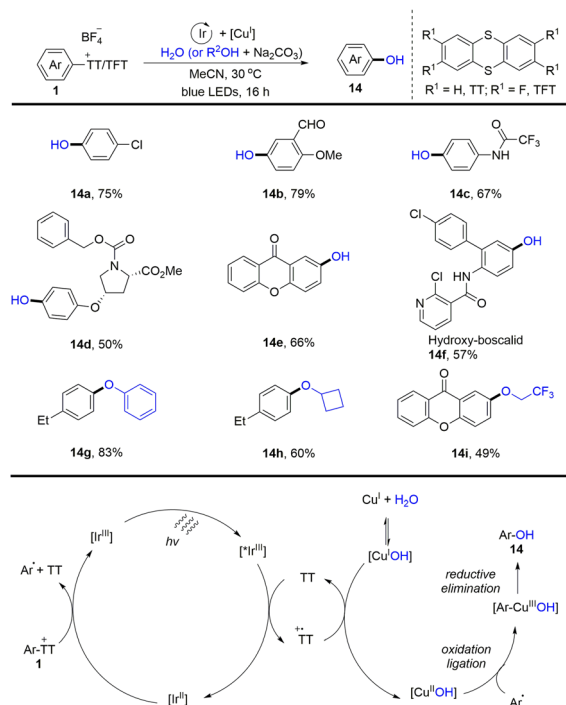 BF4−
Ir + [CuI]
Ar
+
TT/TFT
1
H2O (or R2OH + Na2CO3)
MeCN, 30 ºC
blue LEDs, 16 h
Ar
OH
14
R1 S R1
R1 S R1
R1 = H, TT; R1 = F, TFT
HO Cl
14a, 75%
CHO
HO OMe
14b, 79%
O
CF3
N
H
HO
14c, 67%
O
O
N
CO2Me
HO
O
14d, 50%
O
OH
O
14e, 66%
Cl
OH
HN
Cl
O
N
Hydroxy-boscalid
14f, 57%
O
Et
14g, 83%
O
Et
14h, 60%
O
O CF3
O
14i, 49%
[IrIII]
hv
[*IrIII]
Ar• + TT
Ar-TT
+
1
[IrII]
TT
+•
TT
CuI + H2O
[CuIOH]
[CuIIOH]
Ar-OH
14
reductive
elimination
[Ar-CuIIIOH]
oxidation
ligation
Ar•